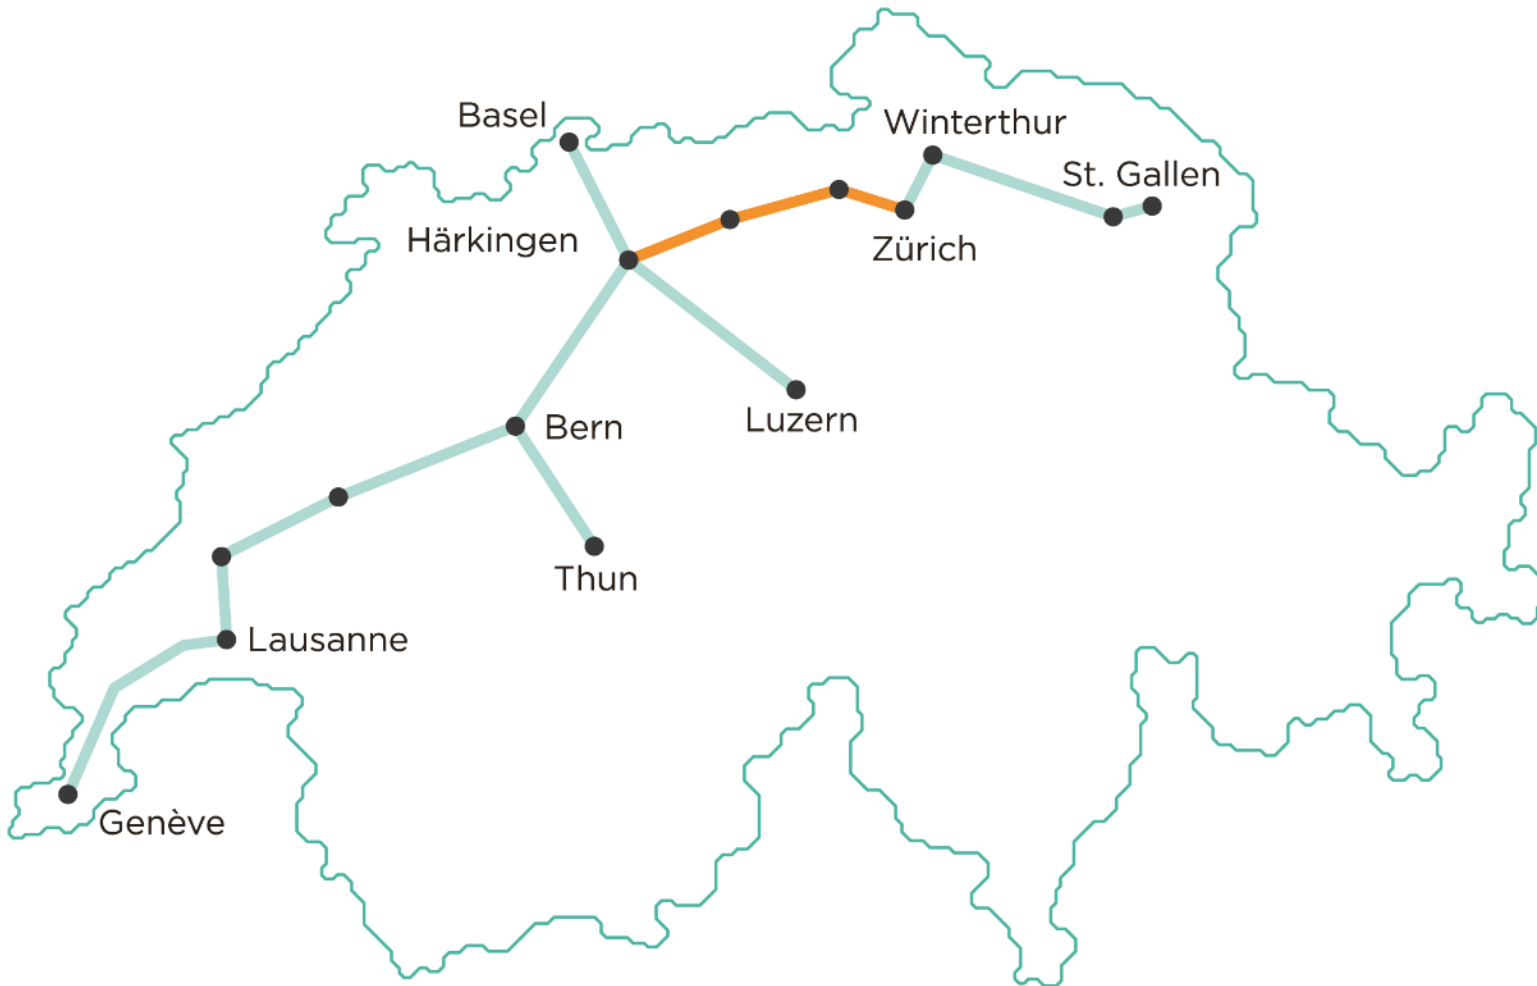 Basel
Winterthur
St. Gallen
Härkingen
Zürich
Luzern
Bern
Thun
Lausanne
Genève